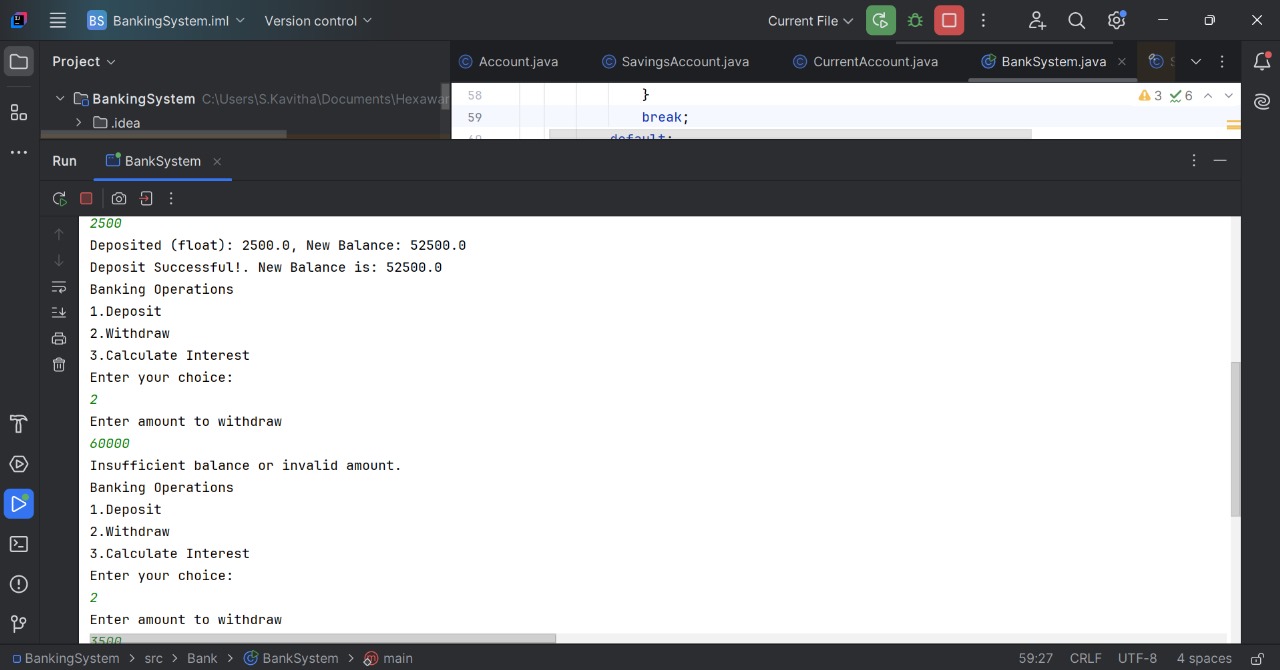 BS BankingSystem.iml Version control Current File
Project
Account.java SavingsAccount.java CurrentAccount.java BankSystem.java
BankingSystem C:\Users\S.Kavitha\Documents\Hexawar
.idea
58 }
3 6
59 break;
60 default:
Run BankSystem
2500
Deposited (float): 2500.0, New Balance: 52500.0
Deposit Successful!. New Balance is: 52500.0
Banking Operations
1.Deposit
2.Withdraw
3.Calculate Interest
Enter your choice:
2
Enter amount to withdraw
60000
Insufficient balance or invalid amount.
Banking Operations
1.Deposit
2.Withdraw
3.Calculate Interest
Enter your choice:
2
Enter amount to withdraw
3500
BankingSystem > src > Bank > BankSystem > main 59:27 CRLF UTF-8 4 spaces